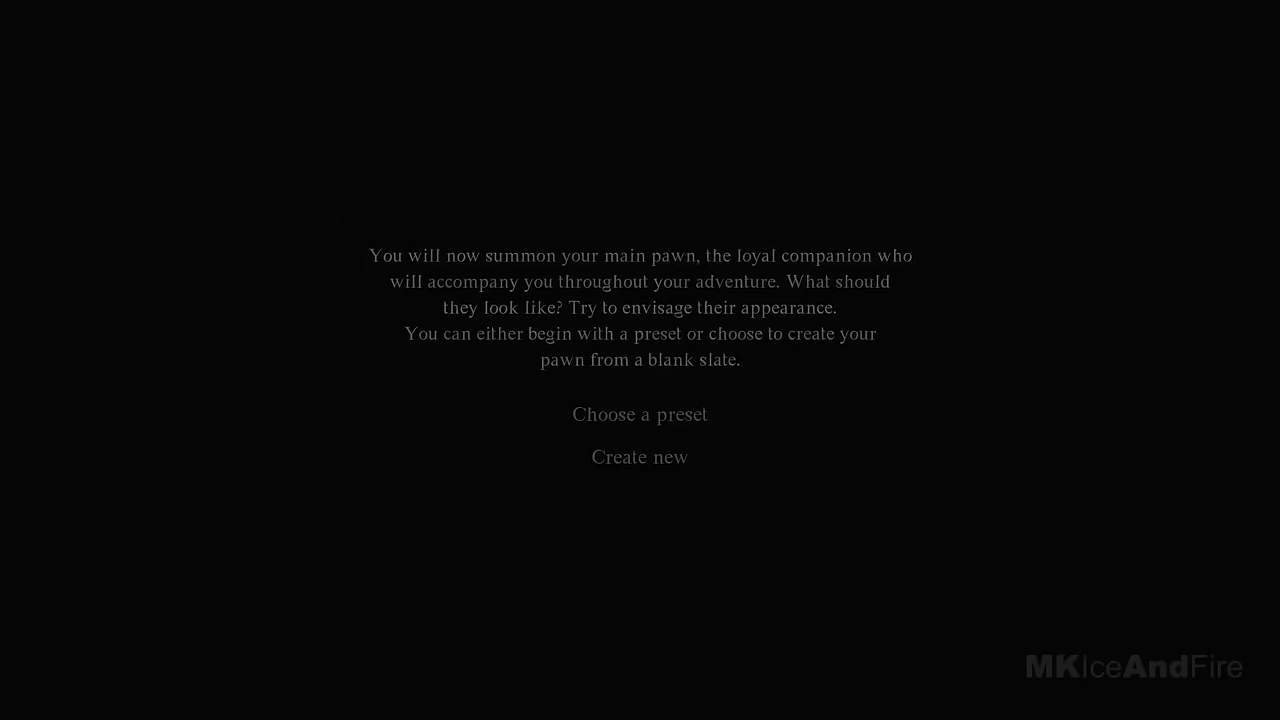 You will now summon your main pawn, the loyal companion who
will accompany you throughout your adventure. What should
they look like? Try to envisage their appearance.
You can either begin with a preset or choose to create your
pawn from a blank slate.
Choose a preset
Create new
MKIceAndFire